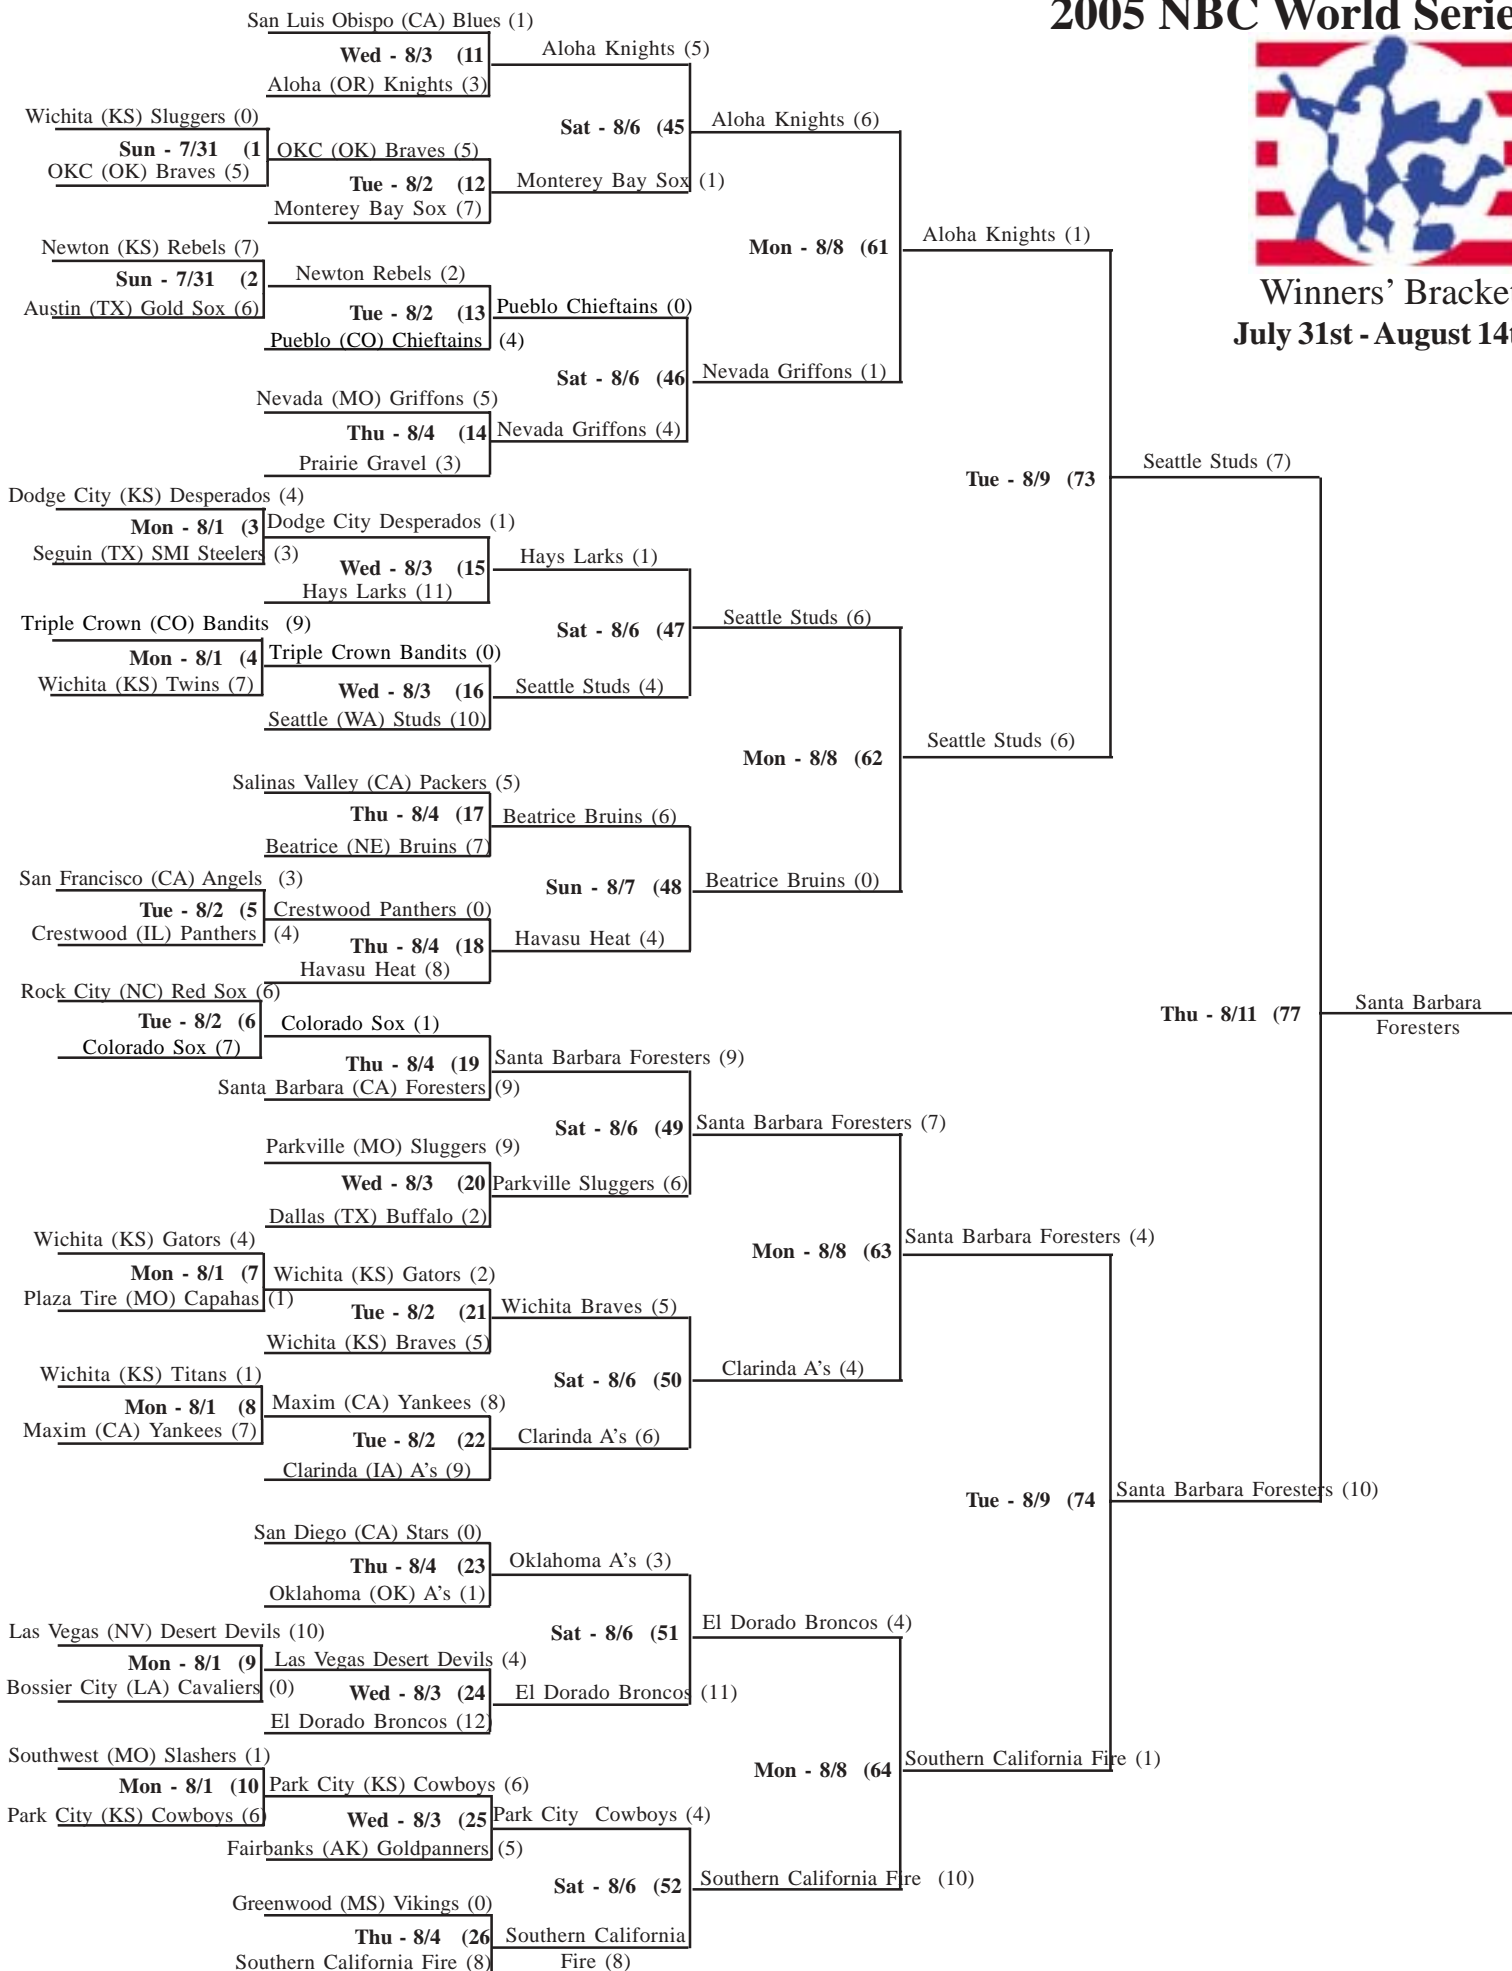 2005 NBC World Serie
Winners' Bracket
July 31st - August 14t
San Luis Obispo (CA) Blues (1)
Wed - 8/3 (11
Aloha (OR) Knights (3)
Aloha Knights (5)
Wichita (KS) Sluggers (0)
Sun - 7/31 (1
OKC (OK) Braves (5)
OKC (OK) Braves (5)
Tue - 8/2 (12
Monterey Bay Sox (7)
Sat - 8/6 (45
Monterey Bay Sox (1)
Aloha Knights (6)
Newton (KS) Rebels (7)
Sun - 7/31 (2
Austin (TX) Gold Sox (6)
Newton Rebels (2)
Tue - 8/2 (13
Pueblo (CO) Chieftains (4)
Pueblo Chieftains (0)
Mon - 8/8 (61
Aloha Knights (1)
Sat - 8/6 (46
Nevada Griffons (1)
Nevada (MO) Griffons (5)
Thu - 8/4 (14
Prairie Gravel (3)
Nevada Griffons (4)
Tue - 8/9 (73
Seattle Studs (7)
Dodge City (KS) Desperados (4)
Mon - 8/1 (3
Seguin (TX) SMI Steelers (3)
Dodge City Desperados (1)
Wed - 8/3 (15
Hays Larks (11)
Hays Larks (1)
Sat - 8/6 (47
Seattle Studs (6)
Triple Crown (CO) Bandits (9)
Mon - 8/1 (4
Wichita (KS) Twins (7)
Triple Crown Bandits (0)
Wed - 8/3 (16
Seattle (WA) Studs (10)
Seattle Studs (4)
Mon - 8/8 (62
Seattle Studs (6)
Salinas Valley (CA) Packers (5)
Thu - 8/4 (17
Beatrice (NE) Bruins (7)
Beatrice Bruins (6)
Sun - 8/7 (48
Beatrice Bruins (0)
San Francisco (CA) Angels (3)
Tue - 8/2 (5
Crestwood (IL) Panthers (4)
Crestwood Panthers (0)
Thu - 8/4 (18
Havasu Heat (8)
Havasu Heat (4)
Thu - 8/11 (77
Santa Barbara
Foresters
Rock City (NC) Red Sox (6)
Tue - 8/2 (6
Colorado Sox (7)
Colorado Sox (1)
Thu - 8/4 (19
Santa Barbara (CA) Foresters (9)
Santa Barbara Foresters (9)
Sat - 8/6 (49
Santa Barbara Foresters (7)
Parkville (MO) Sluggers (9)
Wed - 8/3 (20
Dallas (TX) Buffalo (2)
Parkville Sluggers (6)
Mon - 8/8 (63
Santa Barbara Foresters (4)
Wichita (KS) Gators (4)
Mon - 8/1 (7
Plaza Tire (MO) Capahas (1)
Wichita (KS) Gators (2)
Tue - 8/2 (21
Wichita (KS) Braves (5)
Wichita Braves (5)
Sat - 8/6 (50
Clarinda A's (4)
Wichita (KS) Titans (1)
Mon - 8/1 (8
Maxim (CA) Yankees (7)
Maxim (CA) Yankees (8)
Tue - 8/2 (22
Clarinda (IA) A's (9)
Clarinda A's (6)
Tue - 8/9 (74
Santa Barbara Foresters (10)
San Diego (CA) Stars (0)
Thu - 8/4 (23
Oklahoma (OK) A's (1)
Oklahoma A's (3)
Sat - 8/6 (51
El Dorado Broncos (4)
Las Vegas (NV) Desert Devils (10)
Mon - 8/1 (9
Bossier City (LA) Cavaliers (0)
Las Vegas Desert Devils (4)
Wed - 8/3 (24
El Dorado Broncos (12)
El Dorado Broncos (11)
Mon - 8/8 (64
Southern California Fire (1)
Southwest (MO) Slashers (1)
Mon - 8/1 (10
Park City (KS) Cowboys (6)
Park City (KS) Cowboys (6)
Wed - 8/3 (25
Fairbanks (AK) Goldpanners (5)
Park City Cowboys (4)
Sat - 8/6 (52
Southern California Fire (10)
Greenwood (MS) Vikings (0)
Thu - 8/4 (26
Southern California Fire (8)
Southern California
Fire (8)